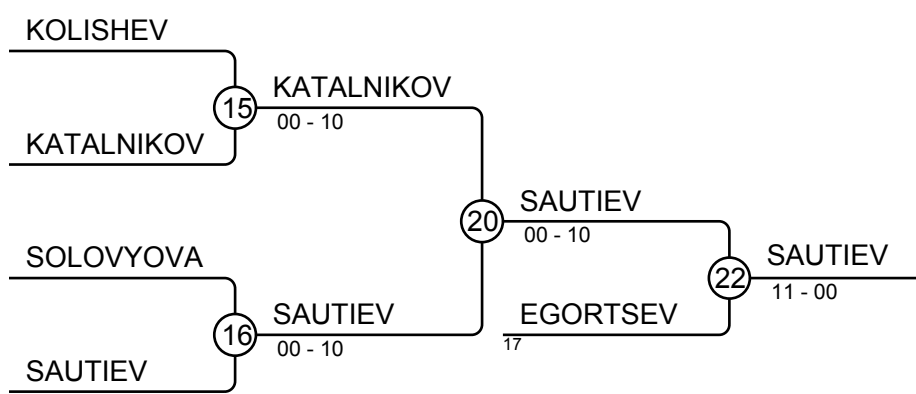 KOLISHEV
15
KATALNIKOV
00 - 10
KATALNIKOV
20
SAUTIEV
00 - 10
SOLOVYOVA
16
SAUTIEV
00 - 10
SAUTIEV
EGORTSEV
17
22
SAUTIEV
11 - 00